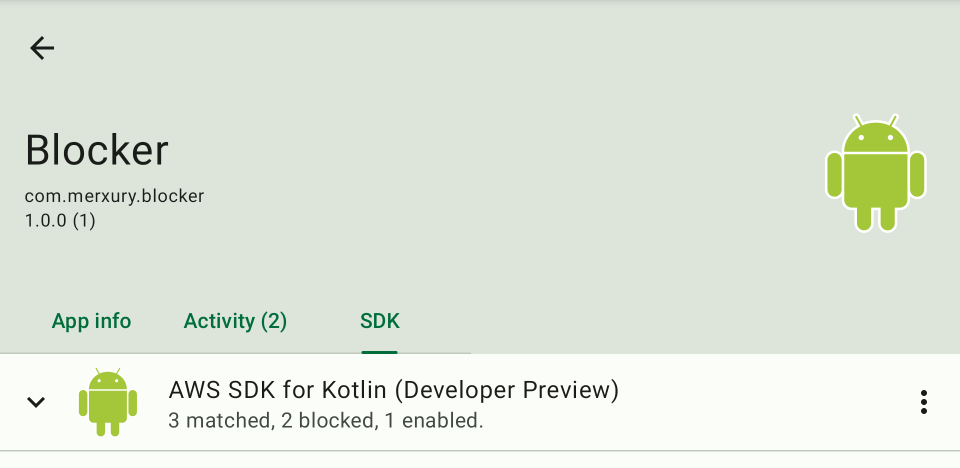 Blocker
com.merxury.blocker
1.0.0 (1)
App info Activity (2) SDK
AWS SDK for Kotlin (Developer Preview)
3 matched, 2 blocked, 1 enabled.